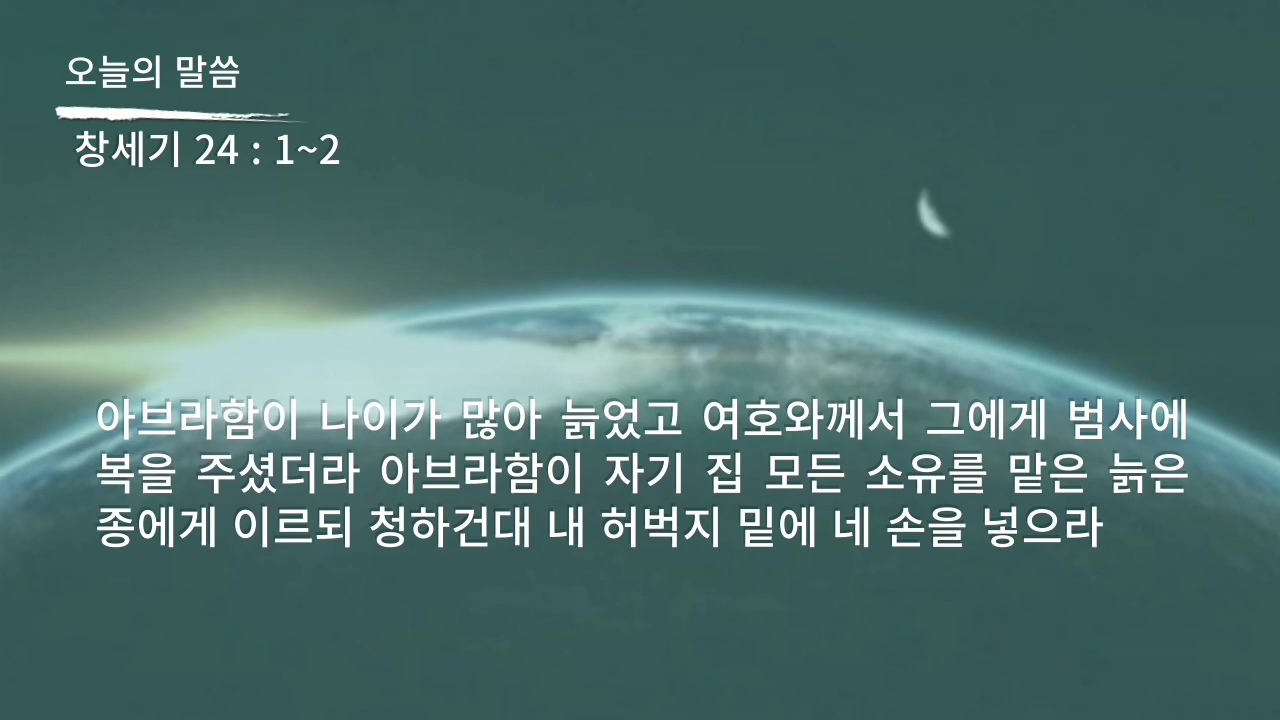 오늘의 말씀
창세기 24 : 1~2
아브라함이 나이가 많아 늙었고 여호와께서 그에게 범사에
복을 주셨더라 아브라함이 자기 집 모든 소유를 맡은 늙은
종에게 이르되 청하건대 내 허벅지 밑에 네 손을 넣으라